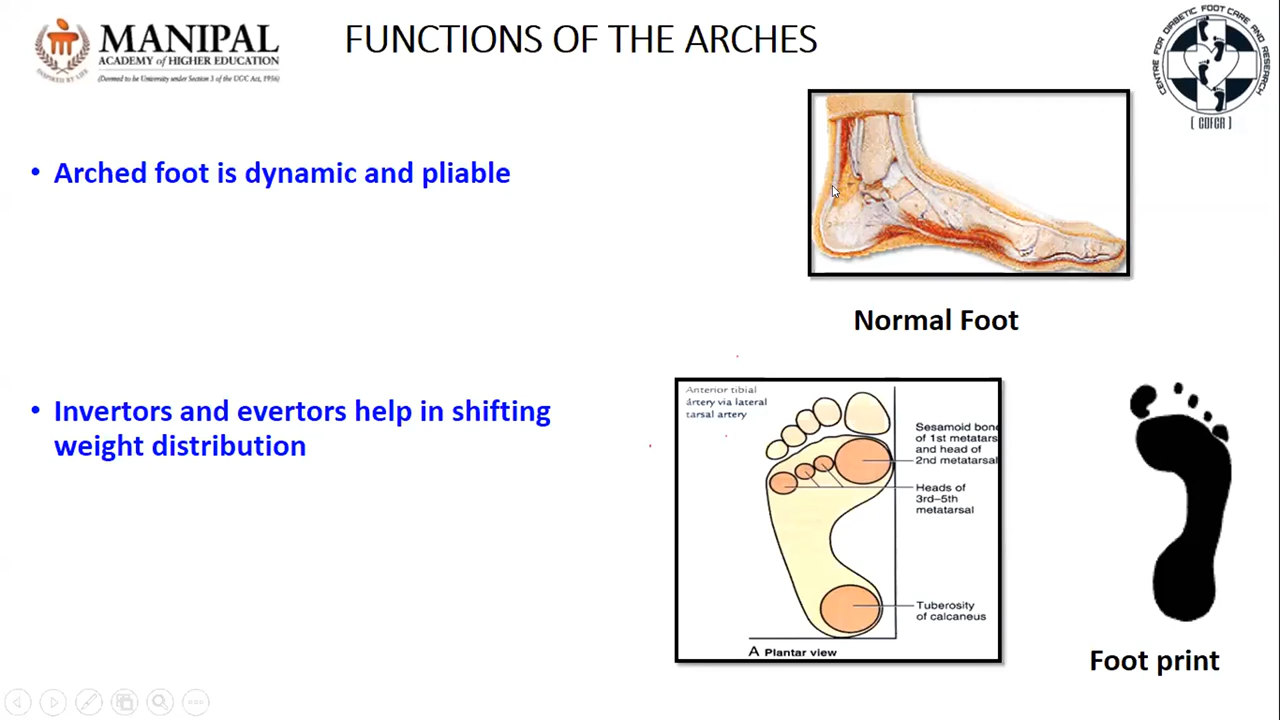 MANIPAL
ACADEMY of HIGHER EDUCATION
(Deemed to be University under Section 3 of the UGC Act, 1956)
INSPIRED BY LIFE
FUNCTIONS OF THE ARCHES
CENTRE FOR DIABETIC FOOT CARE AND RESEARCH
[ CDFCR ]
• Arched foot is dynamic and pliable
Normal Foot
• Invertors and evertors help in shifting
weight distribution
Anterior tibial
artery via lateral
tarsal artery
Sesamoid bone
of 1st metatars
and head of
2nd metatarsal
Heads of
3rd–5th
metatarsal
Tuberosity
of calcaneus
A Plantar view
Foot print